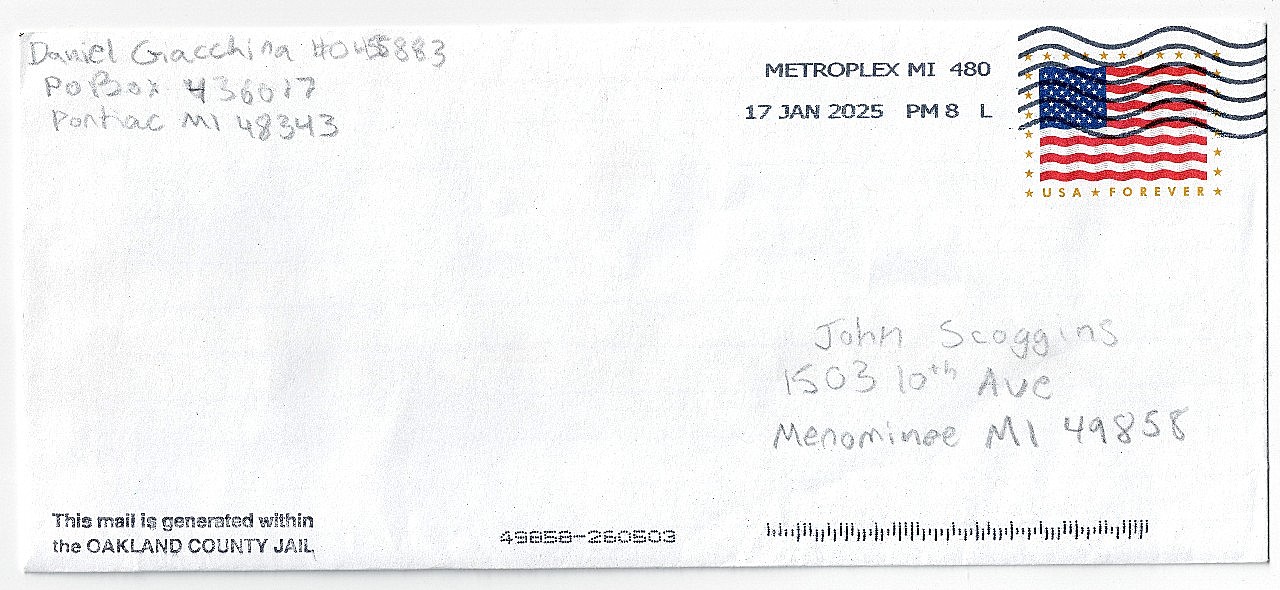 Daniel Giacchina #0455883
PO Box 436017
Pontiac MI 48343
METROPLEX MI 480
17 JAN 2025 PM 8 L
USA ★ FOREVER ★
John Scoggins
1503 10th Ave
Menominee MI 49858
This mail is generated within
the OAKLAND COUNTY JAIL
49858-260503